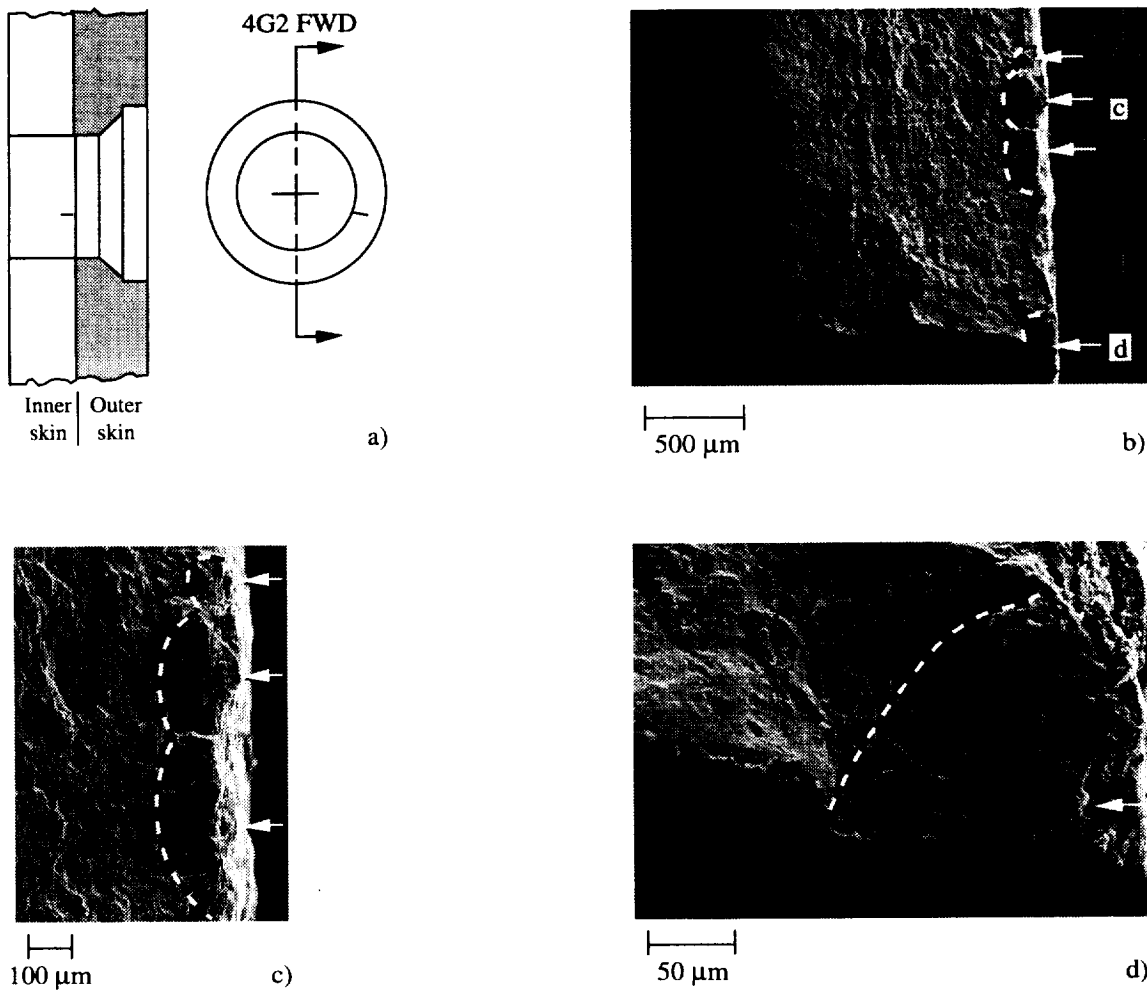 4G2 FWD
Inner Outer
skin skin
a)
c
d
500 μm
b)
100 μm
c)
50 μm
d)